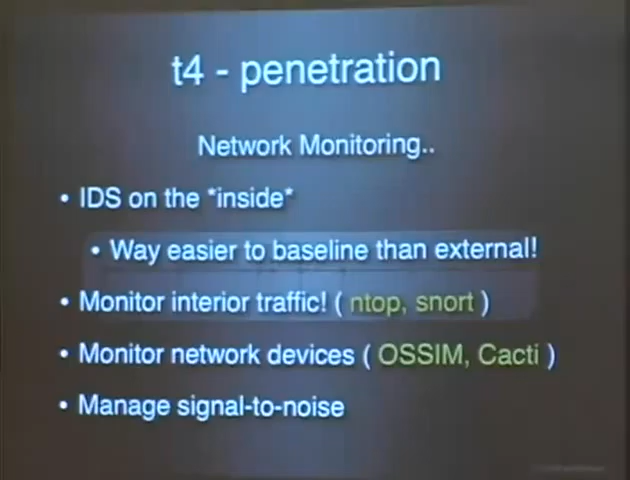 t4 - penetration
Network Monitoring..
• IDS on the *inside*
• Way easier to baseline than external!
• Monitor interior traffic! ( ntop, snort )
• Monitor network devices ( OSSIM, Cacti )
• Manage signal-to-noise